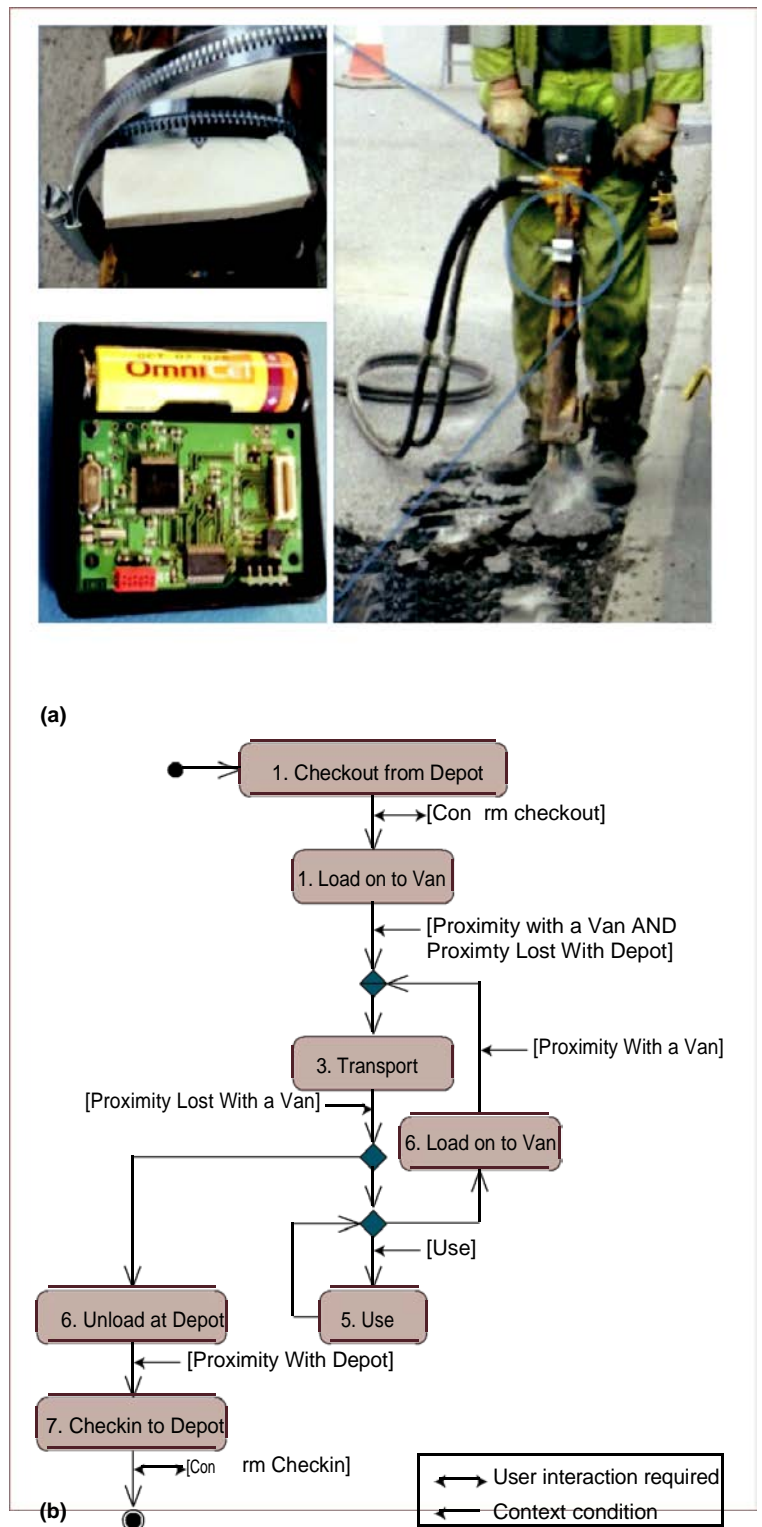 OmniCel
(a)
1. Checkout from Depot
[Con rm checkout]
1. Load on to Van
[Proximity with a Van AND
Proximty Lost With Depot]
3. Transport
[Proximity With a Van]
[Proximity Lost With a Van]
6. Load on to Van
[Use]
6. Unload at Depot
5. Use
[Proximity With Depot]
7. Checkin to Depot
[Con rm Checkin]
User interaction required
Context condition
(b)